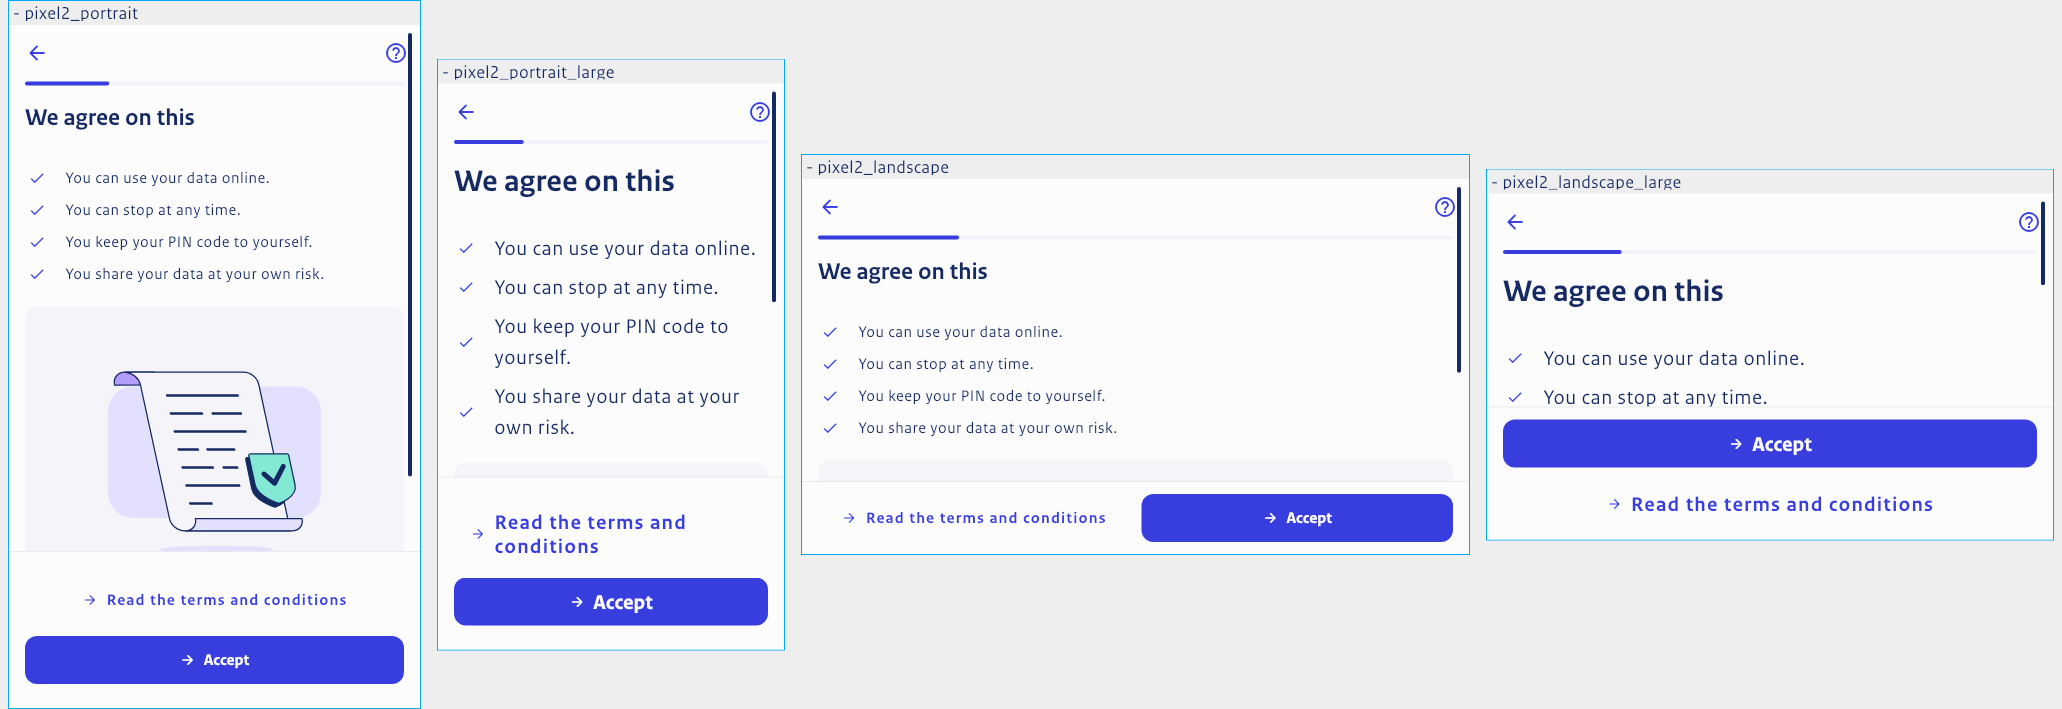 - pixel2_portrait
We agree on this
You can use your data online.
You can stop at any time.
You keep your PIN code to yourself.
You share your data at your own risk.
Read the terms and conditions
Accept
- pixel2_portrait_large
We agree on this
You can use your data online.
You can stop at any time.
You keep your PIN code to
yourself.
You share your data at your
own risk.
Read the terms and
conditions
Accept
- pixel2_landscape
We agree on this
You can use your data online.
You can stop at any time.
You keep your PIN code to yourself.
You share your data at your own risk.
Read the terms and conditions
Accept
- pixel2_landscape_large
We agree on this
You can use your data online.
You can stop at any time.
Accept
Read the terms and conditions